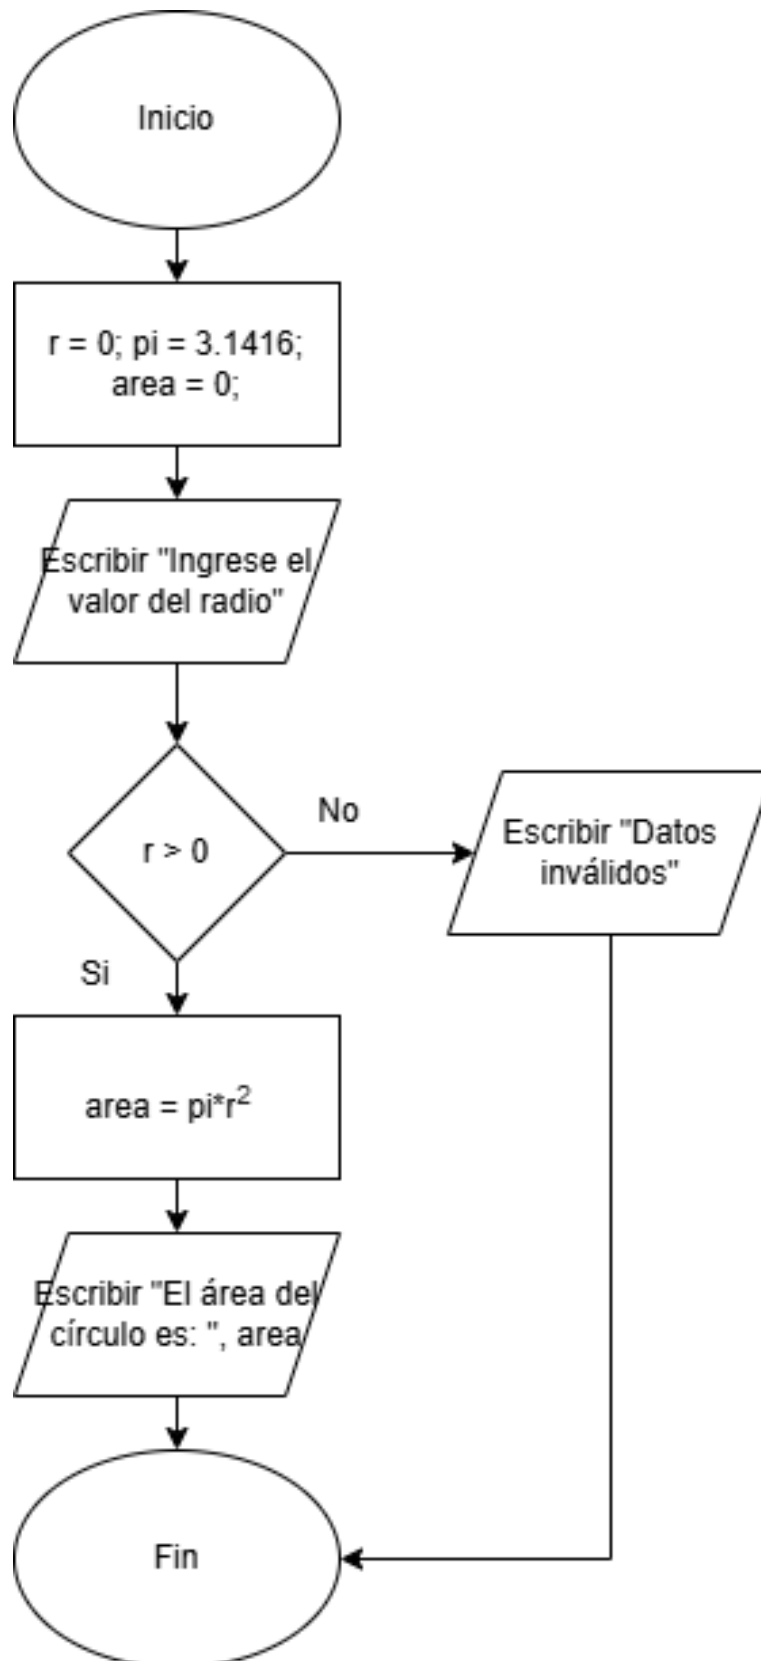 Inicio
r = 0; pi = 3.1416;
area = 0;
Escribir "Ingrese el
valor del radio"
r > 0
No
Escribir "Datos
inválidos"
Si
area = pi*r²
Escribir "El área del
círculo es: ", area
Fin